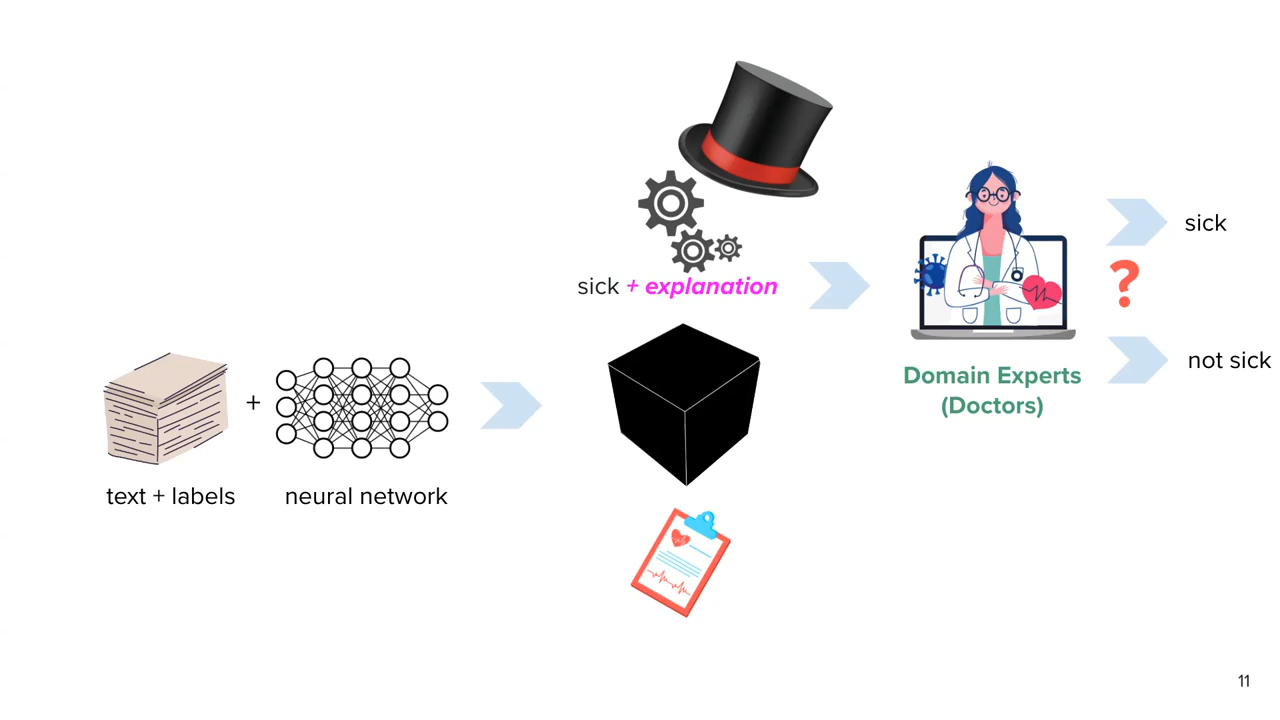 sick + explanation
sick
?
not sick
Domain Experts
(Doctors)
+
text + labels
neural network
11